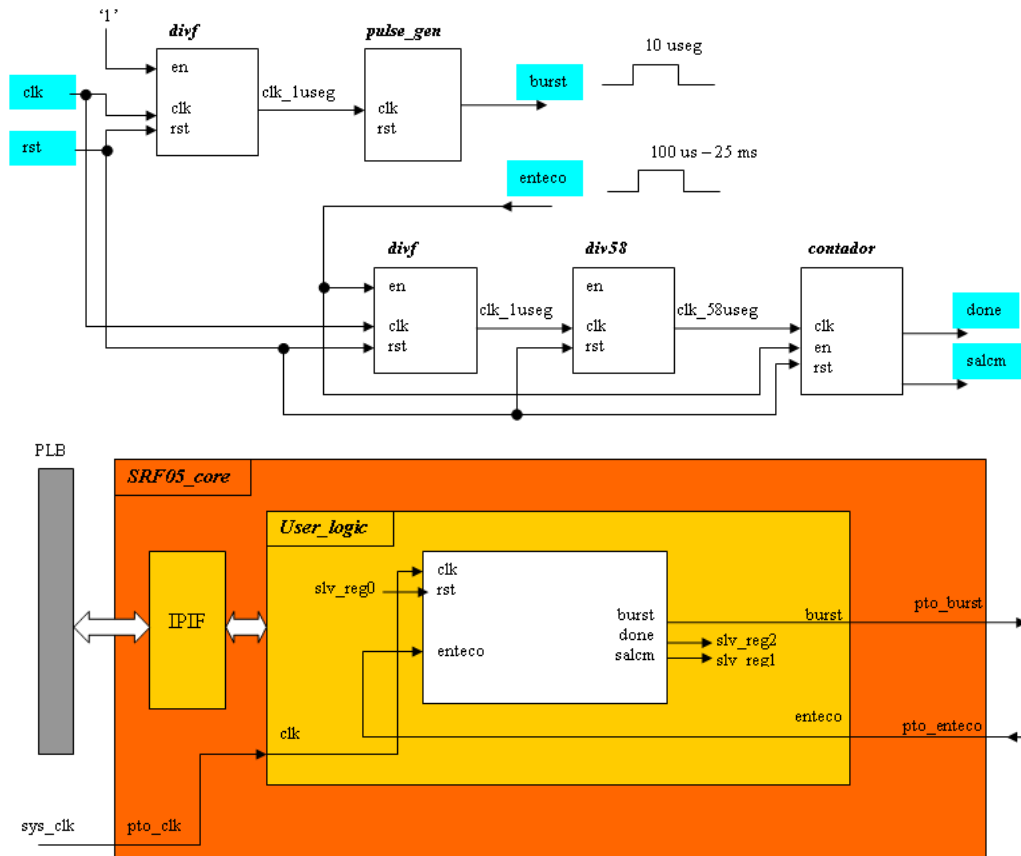 ‘1’
divf
pulse_gen
10 useg
en
clk
clk_1useg
burst
clk
rst
clk
rst
rst
100 us – 25 ms
enteco
divf
div58
contador
en
en
clk_1useg
clk_58useg
done
clk
rst
clk
rst
clk
en
rst
salcm
PLB
SRF05_core
User_logic
clk
slv_reg0
rst
IPIF
burst
burst
pto_burst
done
slv_reg2
enteco
salcm
slv_reg1
enteco
clk
pto_enteco
sys_clk
pto_clk